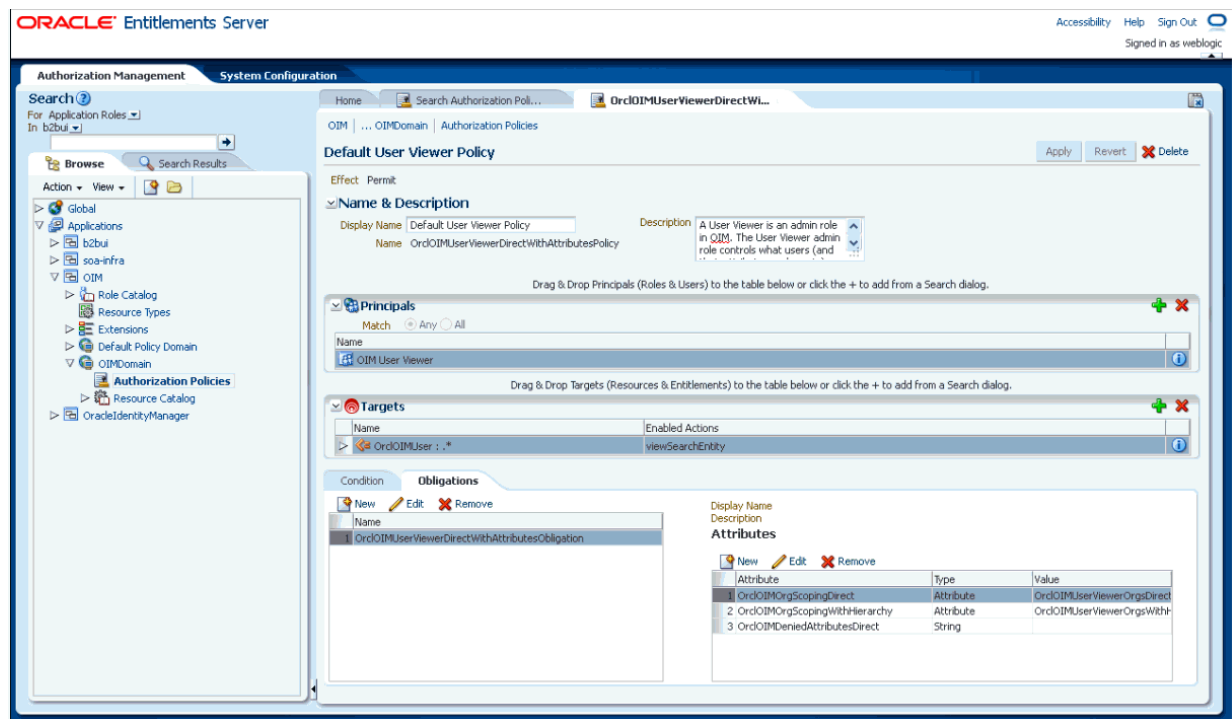 ORACLE Entitlements Server
Accessibility Help Sign Out
Signed in as weblogic
Authorization Management System Configuration
Search
For Application Roles
In b2bui
Browse Search Results
Action View
Global
Applications
b2bui
soa-infra
OIM
Role Catalog
Resource Types
Extensions
Default Policy Domain
OIMDomain
Authorization Policies
Resource Catalog
OracleIdentityManager
Home Search Authorization Poli... OrclOIMUserViewerDirectWi...
OIM | ... OIMDomain | Authorization Policies
Default User Viewer Policy
Apply Revert Delete
Effect Permit
Name & Description
Display Name Default User Viewer Policy
Name OrclOIMUserViewerDirectWithAttributesPolicy
Description A User Viewer is an admin role
in OIM. The User Viewer admin
role controls what users (and
Drag & Drop Principals (Roles & Users) to the table below or click the + to add from a Search dialog.
Principals
Match Any All
Name
OIM User Viewer
Drag & Drop Targets (Resources & Entitlements) to the table below or click the + to add from a Search dialog.
Targets
Name Enabled Actions
OrclOIMUser : .* viewSearchEntity
Condition Obligations
New Edit Remove
Name
1 OrclOIMUserViewerDirectWithAttributesObligation
Display Name
Description
Attributes
New Edit Remove
Attribute Type Value
1 OrclOIMOrgScopingDirect Attribute OrclOIMUserViewerOrgsDirect
2 OrclOIMOrgScopingWithHierarchy Attribute OrclOIMUserViewerOrgsWithH
3 OrclOIMDeniedAttributesDirect String